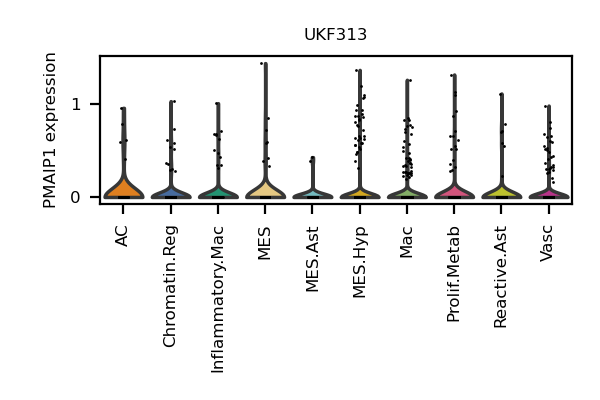 UKF313
PMAIP1 expression
1
0
AC
Chromatin.Reg
Inflammatory.Mac
MES
MES.Ast
MES.Hyp
Mac
Prolif.Metab
Reactive.Ast
Vasc